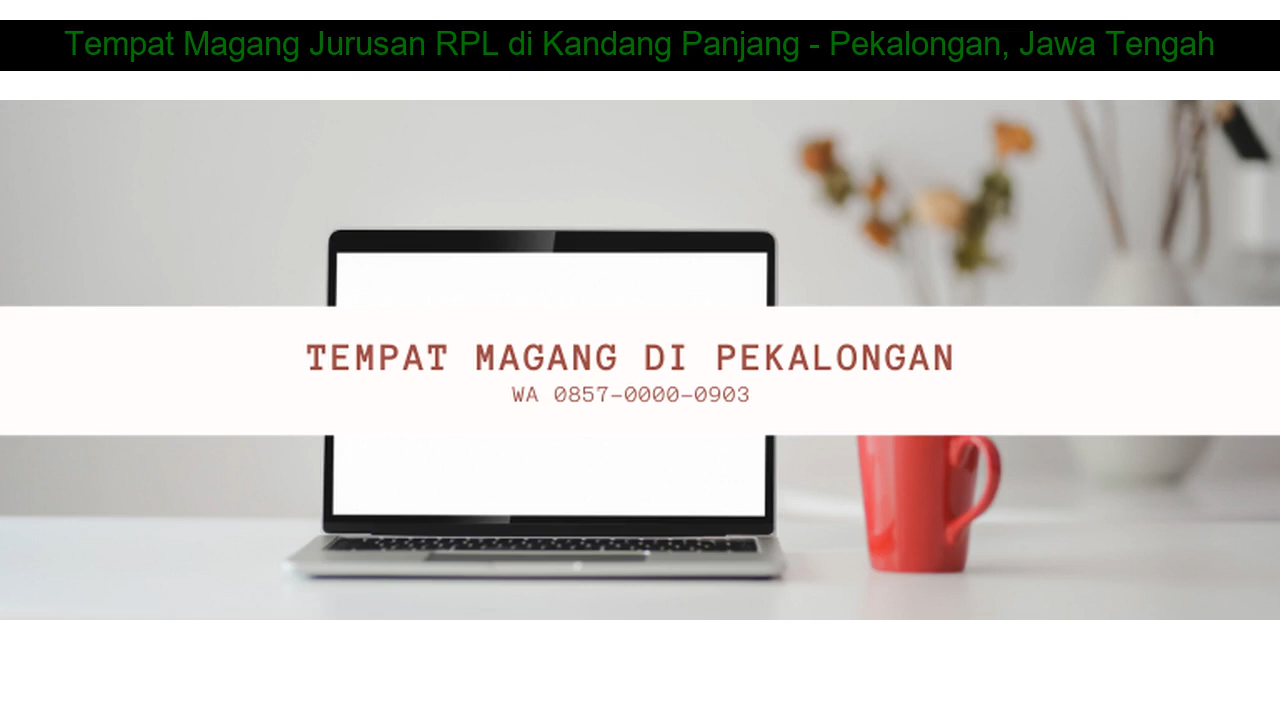 Tempat Magang Jurusan RPL di Kandang Panjang - Pekalongan, Jawa Tengah
TEMPAT MAGANG DI PEKALONGAN
WA 0857-0000-0903